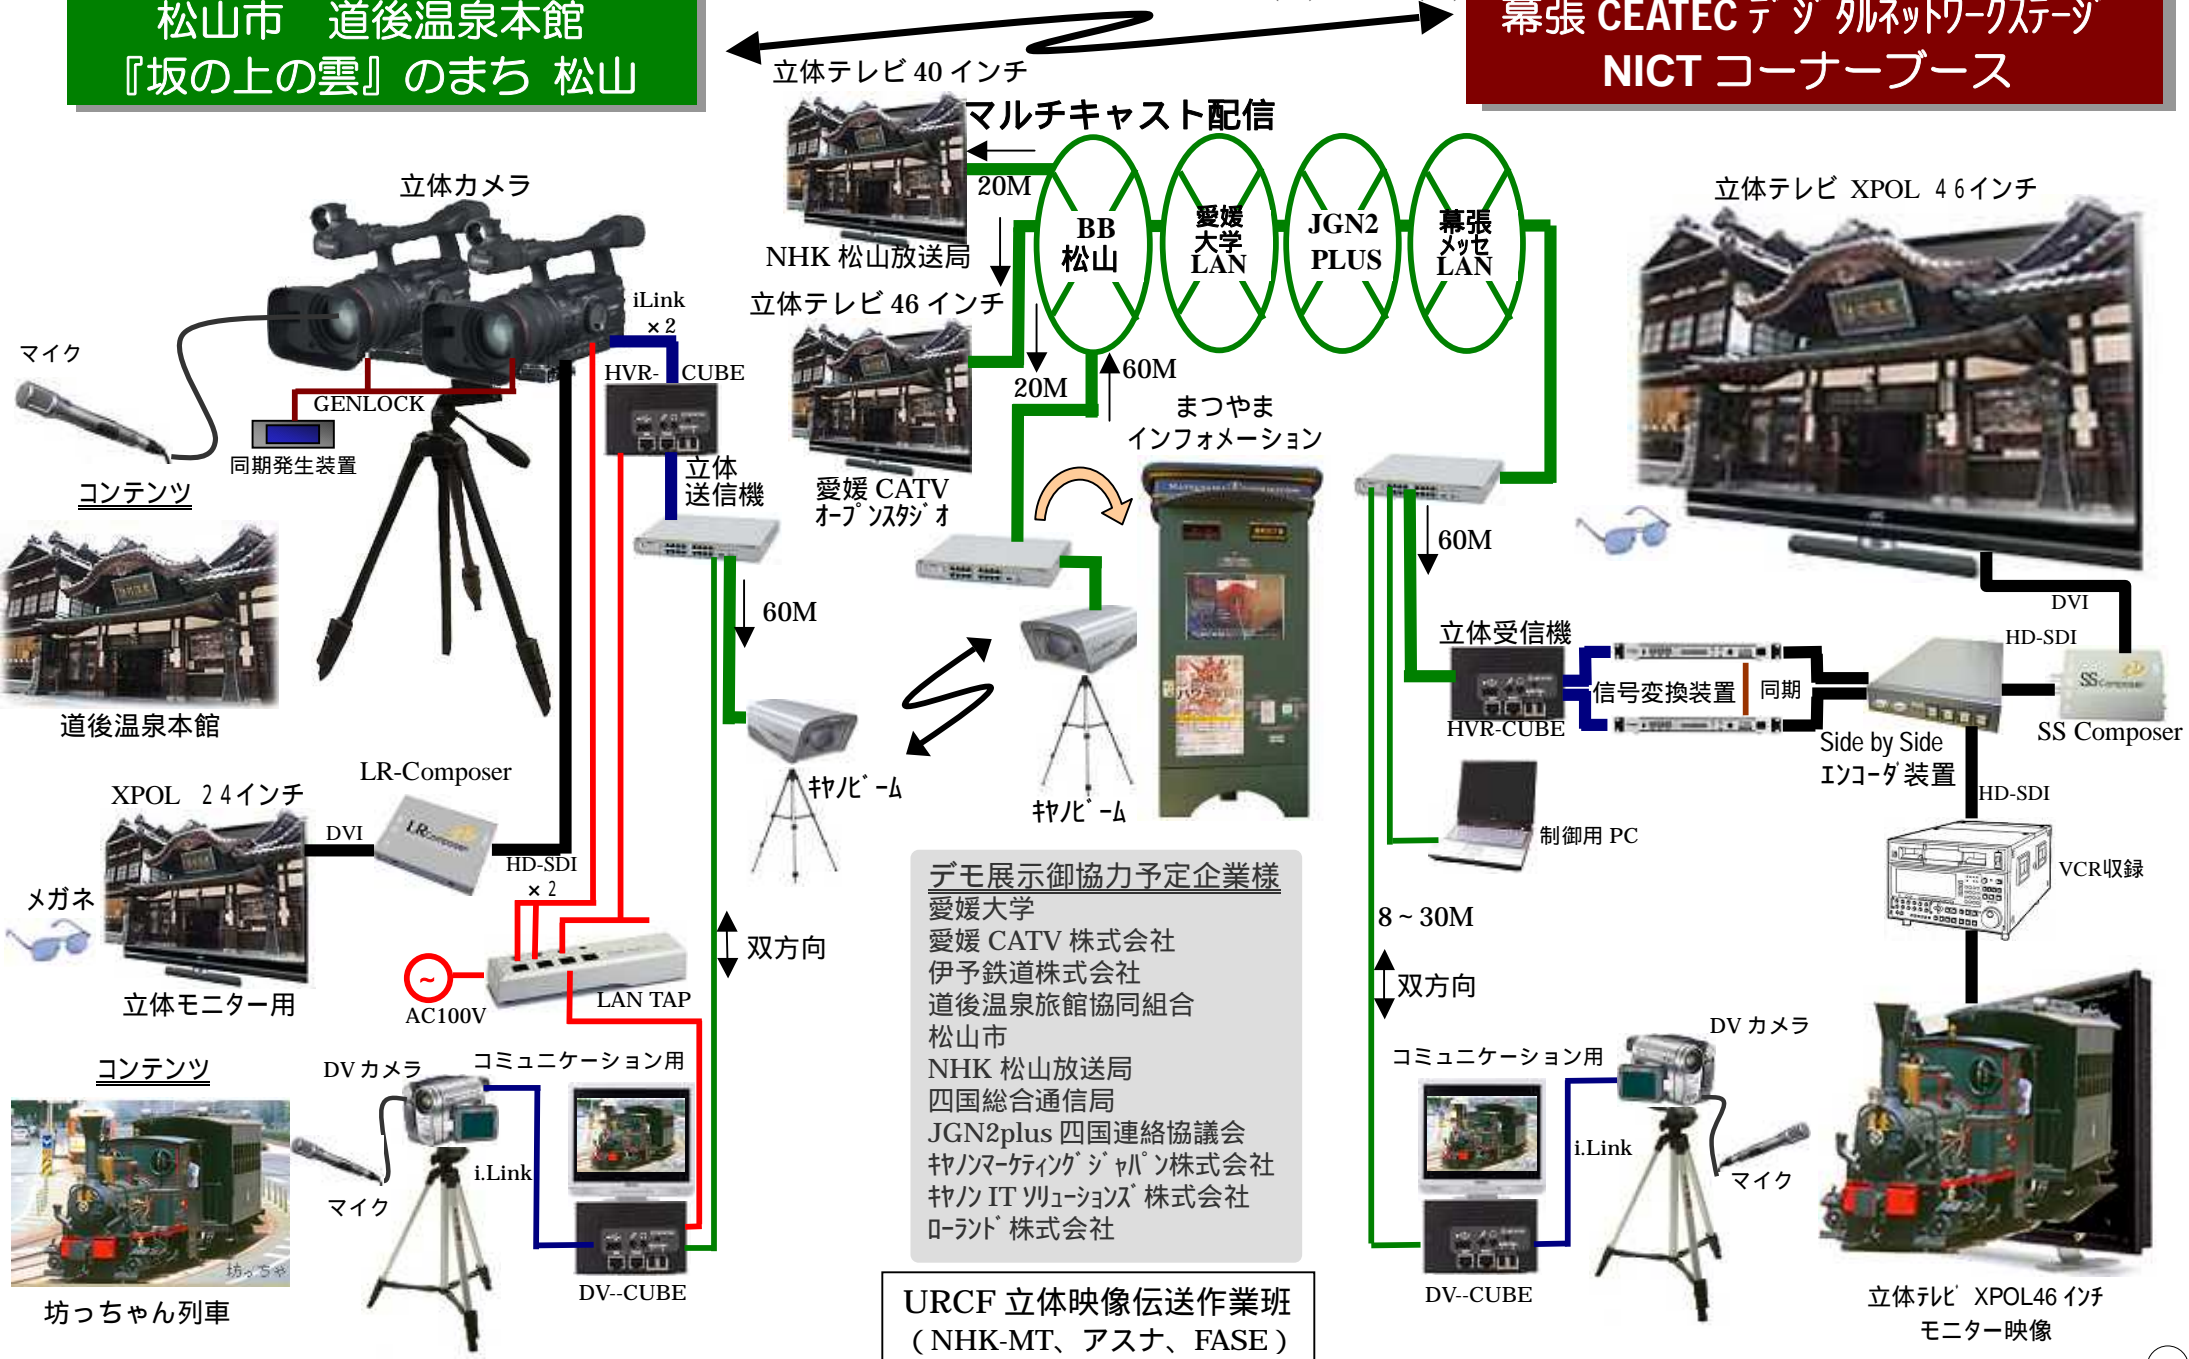 松山市　道後温泉本館
『坂の上の雲』のまち 松山
幕張 CEATEC デジタルネットワークステージ
NICT コーナーブース
立体テレビ 40 インチ
マルチキャスト配信
20M
NHK 松山放送局
立体テレビ 46 インチ
愛媛 CATV
オープンスタジオ
20M
60M
BB
松山
愛媛
大学
LAN
JGN2
PLUS
幕張
メッセ
LAN
立体カメラ
iLink
×2
マイク
GENLOCK
同期発生装置
HVR-CUBE
立体
送信機
コンテンツ
道後温泉本館
60M
まつやま
インフォメーション
キヤノビーム
キヤノビーム
立体テレビ XPOL 46インチ
60M
DVI
HD-SDI
立体受信機
HVR-CUBE
信号変換装置
同期
Side by Side
エンコーダ装置
SS Composer
SS Composer
HD-SDI
制御用 PC
VCR収録
LR-Composer
LR Composer
XPOL 24インチ
DVI
HD-SDI
×2
メガネ
立体モニター用
AC100V
LAN TAP
双方向
コンテンツ
坊っちゃん列車
DV カメラ
コミュニケーション用
i.Link
マイク
DV--CUBE
デモ展示御協力予定企業様
愛媛大学
愛媛 CATV 株式会社
伊予鉄道株式会社
道後温泉旅館協同組合
松山市
NHK 松山放送局
四国総合通信局
JGN2plus 四国連絡協議会
キヤノンマーケティングジャパン株式会社
キヤノン IT ソリューションズ株式会社
ローランド株式会社
URCF 立体映像伝送作業班
（NHK-MT、アスナ、FASE）
8～30M
双方向
コミュニケーション用
DV カメラ
i.Link
マイク
DV--CUBE
立体テレビ XPOL46 インチ
モニター映像